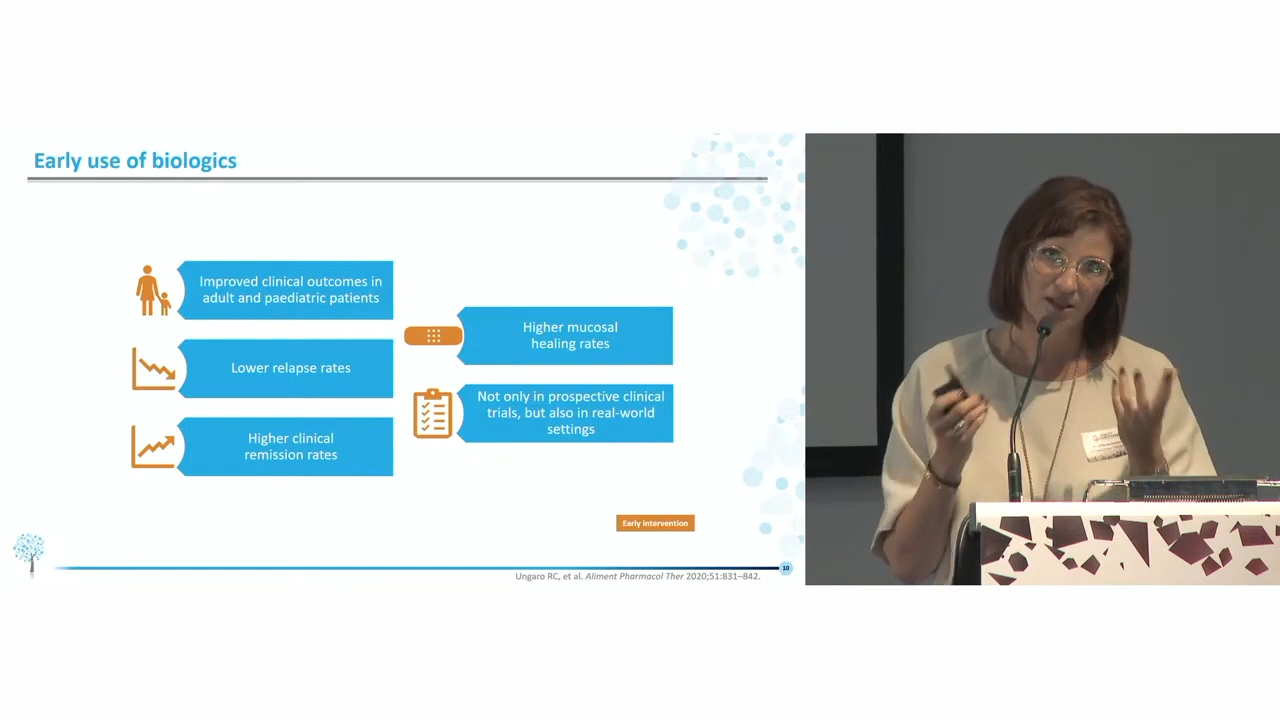 Early use of biologics
Improved clinical outcomes in
adult and paediatric patients
Lower relapse rates
Higher clinical
remission rates
Higher mucosal
healing rates
Not only in prospective clinical
trials, but also in real-world
settings
Early intervention
10
Ungaro RC, et al. Aliment Pharmacol Ther 2020;51:831–842.